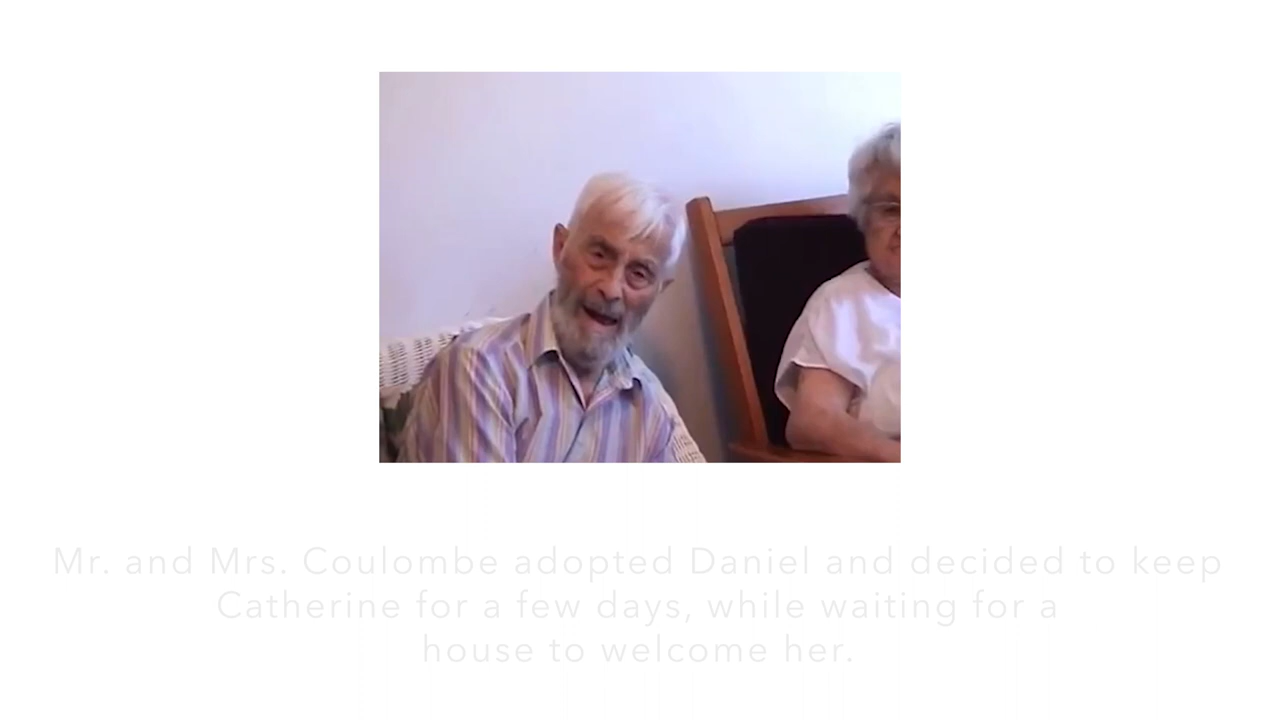 Mr. and Mrs. Coulombe adopted Daniel and decided to keep
Catherine for a few days, while waiting for a
house to welcome her.